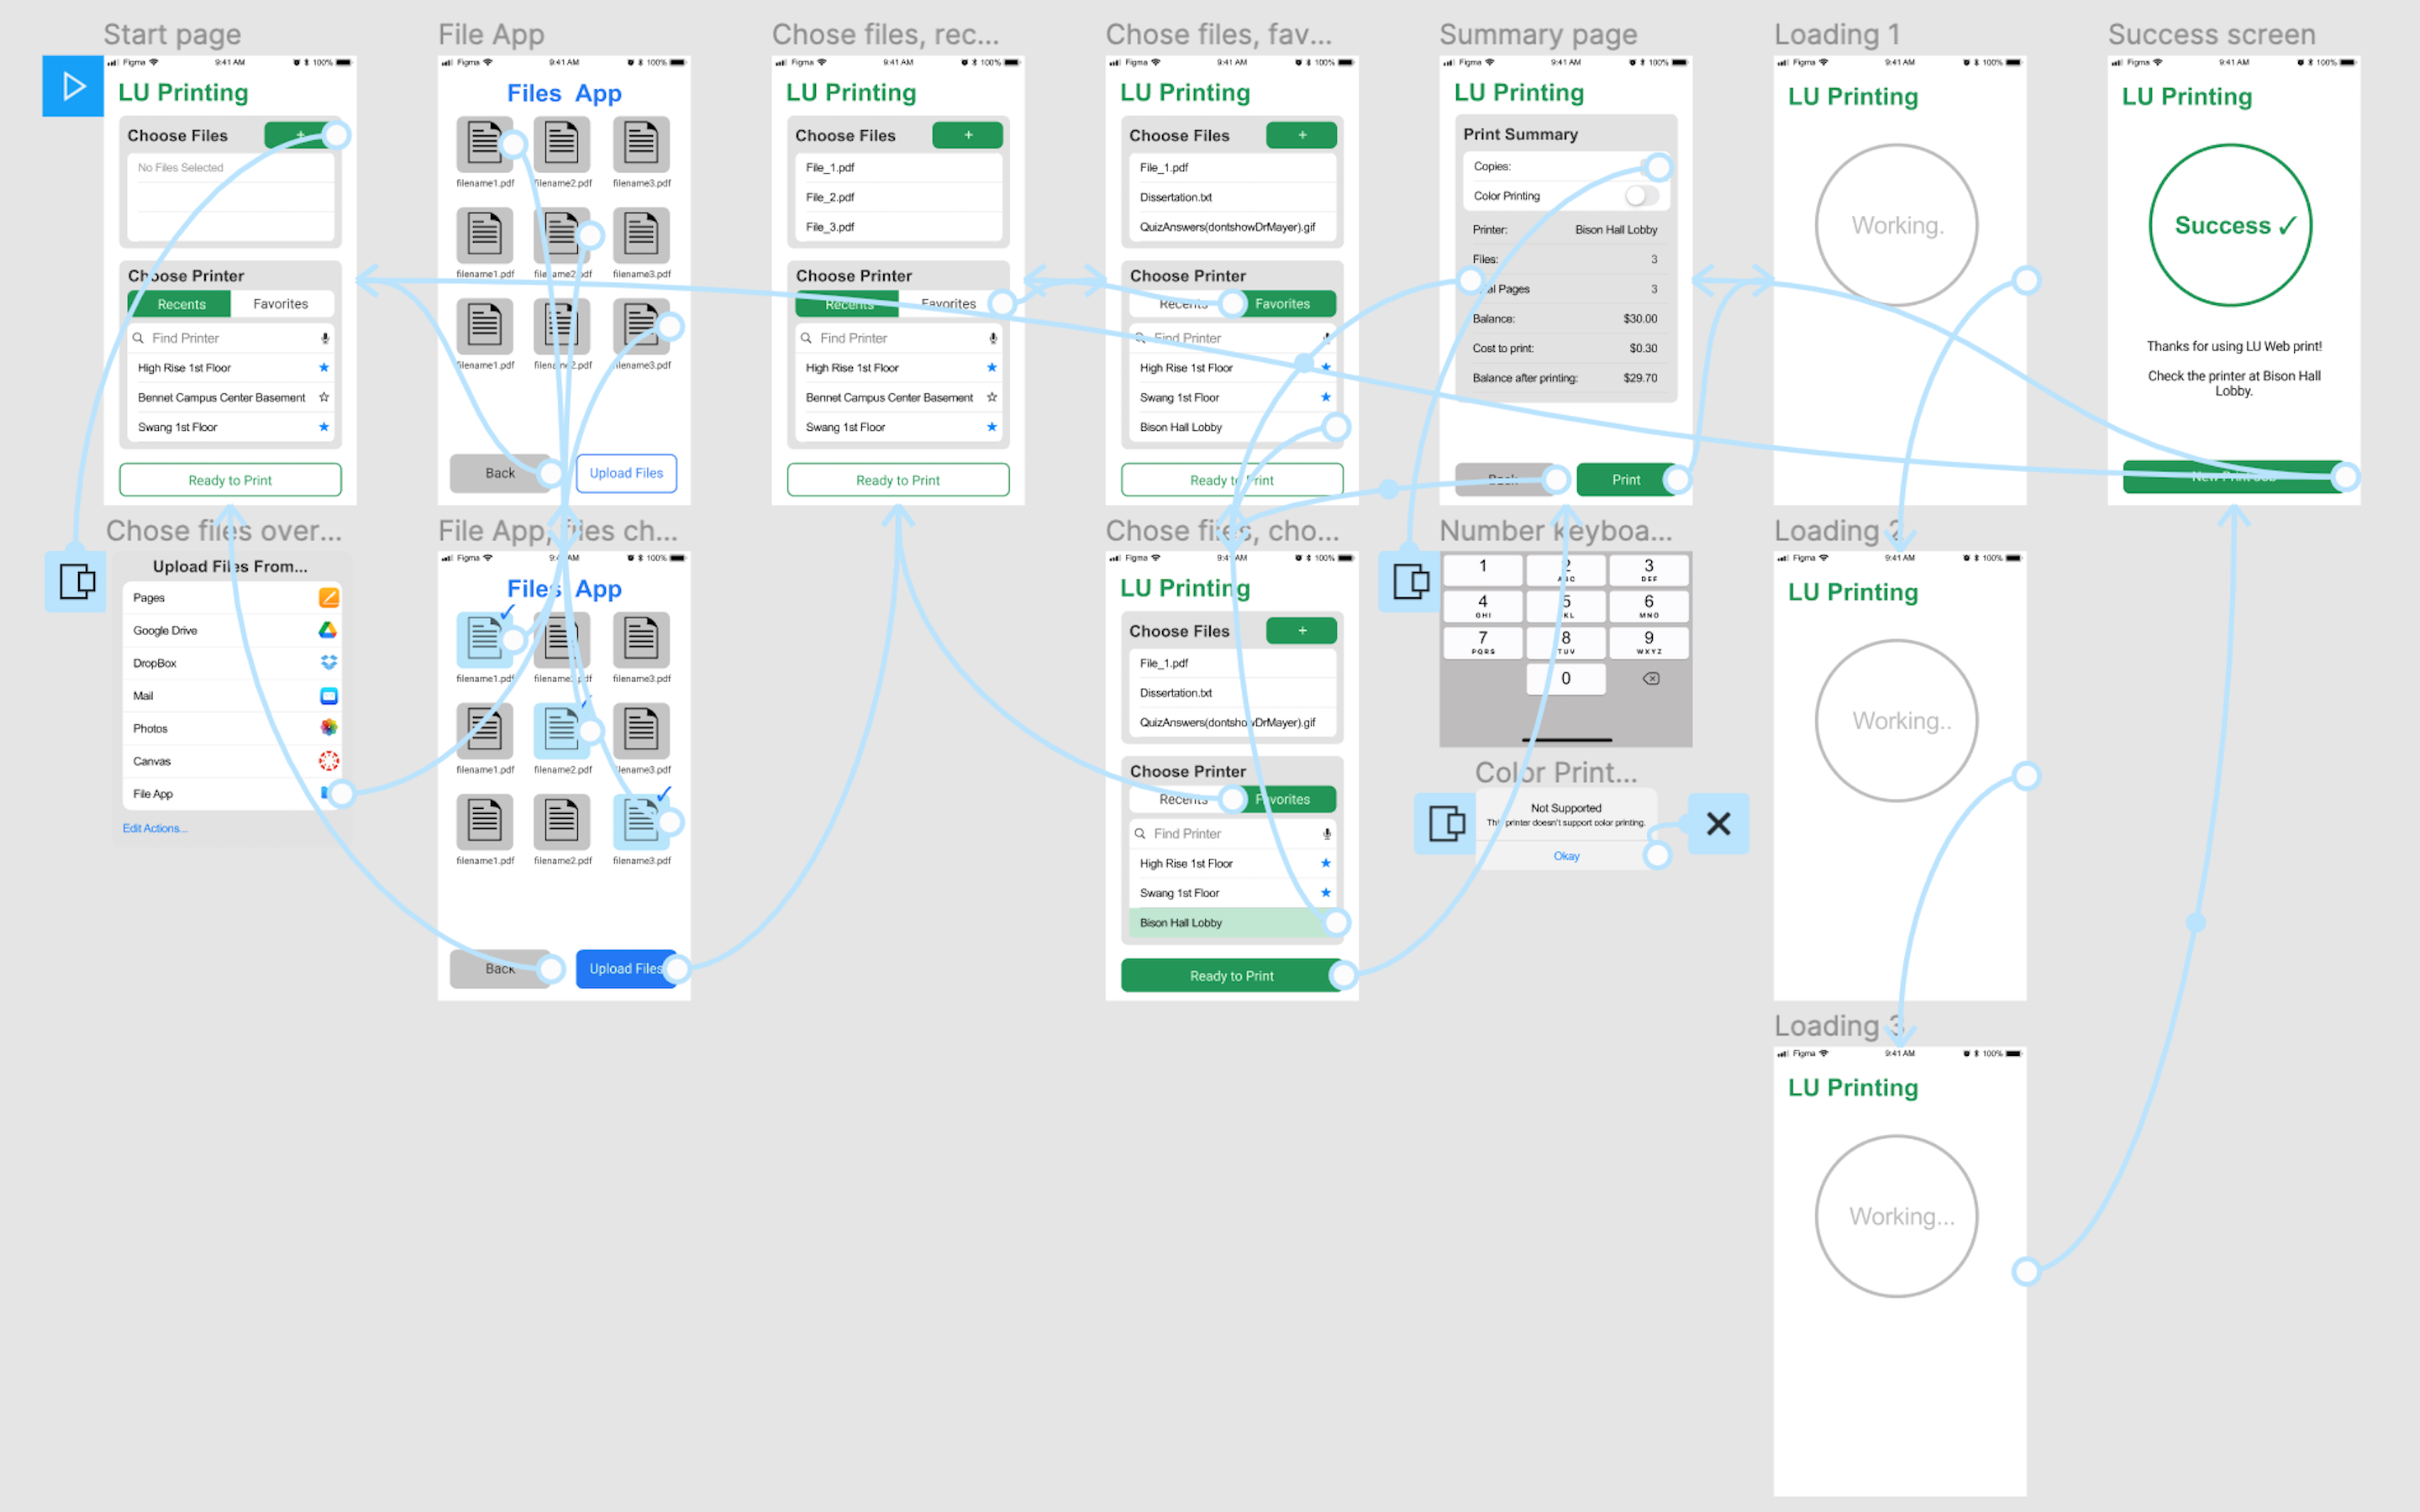 Start page
Figma 9:41 AM 100%
LU Printing
Choose Files +
No Files Selected
Choose Printer
Recents Favorites
Find Printer
High Rise 1st Floor
Bennet Campus Center Basement
Swang 1st Floor
Ready to Print
File App
Figma 9:41 AM 100%
Files App
filename1.pdf filename2.pdf filename3.pdf
filename1.pdf filename2.pdf filename3.pdf
filename1.pdf filename2.pdf filename3.pdf
Back Upload Files
Chose files, rec...
Figma 9:41 AM 100%
LU Printing
Choose Files +
File_1.pdf
File_2.pdf
File_3.pdf
Choose Printer
Recents Favorites
Find Printer
High Rise 1st Floor
Bennet Campus Center Basement
Swang 1st Floor
Ready to Print
Chose files, fav...
Figma 9:41 AM 100%
LU Printing
Choose Files +
File_1.pdf
Dissertation.txt
QuizAnswers(dontshowDrMayer).gif
Choose Printer
Recents Favorites
Find Printer
High Rise 1st Floor
Swang 1st Floor
Bison Hall Lobby
Ready to Print
Summary page
Figma 9:41 AM 100%
LU Printing
Print Summary
Copies:
Color Printing
Printer: Bison Hall Lobby
Files: 3
Pages 3
Balance: $30.00
Cost to print: $0.30
Balance after printing: $29.70
Back Print
Loading 1
Figma 9:41 AM 100%
LU Printing
Working.
Success screen
Figma 9:41 AM 100%
LU Printing
Success ✓
Thanks for using LU Web print!
Check the printer at Bison Hall
Lobby.
New Print Job
Chose files over...
Upload Files From...
Pages
Google Drive
DropBox
Mail
Photos
Canvas
File App
Edit Actions...
File App, files ch...
Figma 9:41 AM 100%
Files App
filename1.pdf filename2.pdf filename3.pdf
filename1.pdf filename2.pdf filename3.pdf
filename1.pdf filename2.pdf filename3.pdf
Back Upload Files
Chose files, cho...
Figma 9:41 AM 100%
LU Printing
Choose Files +
File_1.pdf
Dissertation.txt
QuizAnswers(dontshowDrMayer).gif
Choose Printer
Recents Favorites
Find Printer
High Rise 1st Floor
Swang 1st Floor
Bison Hall Lobby
Ready to Print
Number keyboa...
1 2 3
ABC DEF
4 5 6
GHI JKL MNO
7 8 9
PQRS TUV WXYZ
0
Color Print...
Not Supported
This printer doesn't support color printing.
Okay
Loading 2
Figma 9:41 AM 100%
LU Printing
Working..
Loading 3
Figma 9:41 AM 100%
LU Printing
Working...